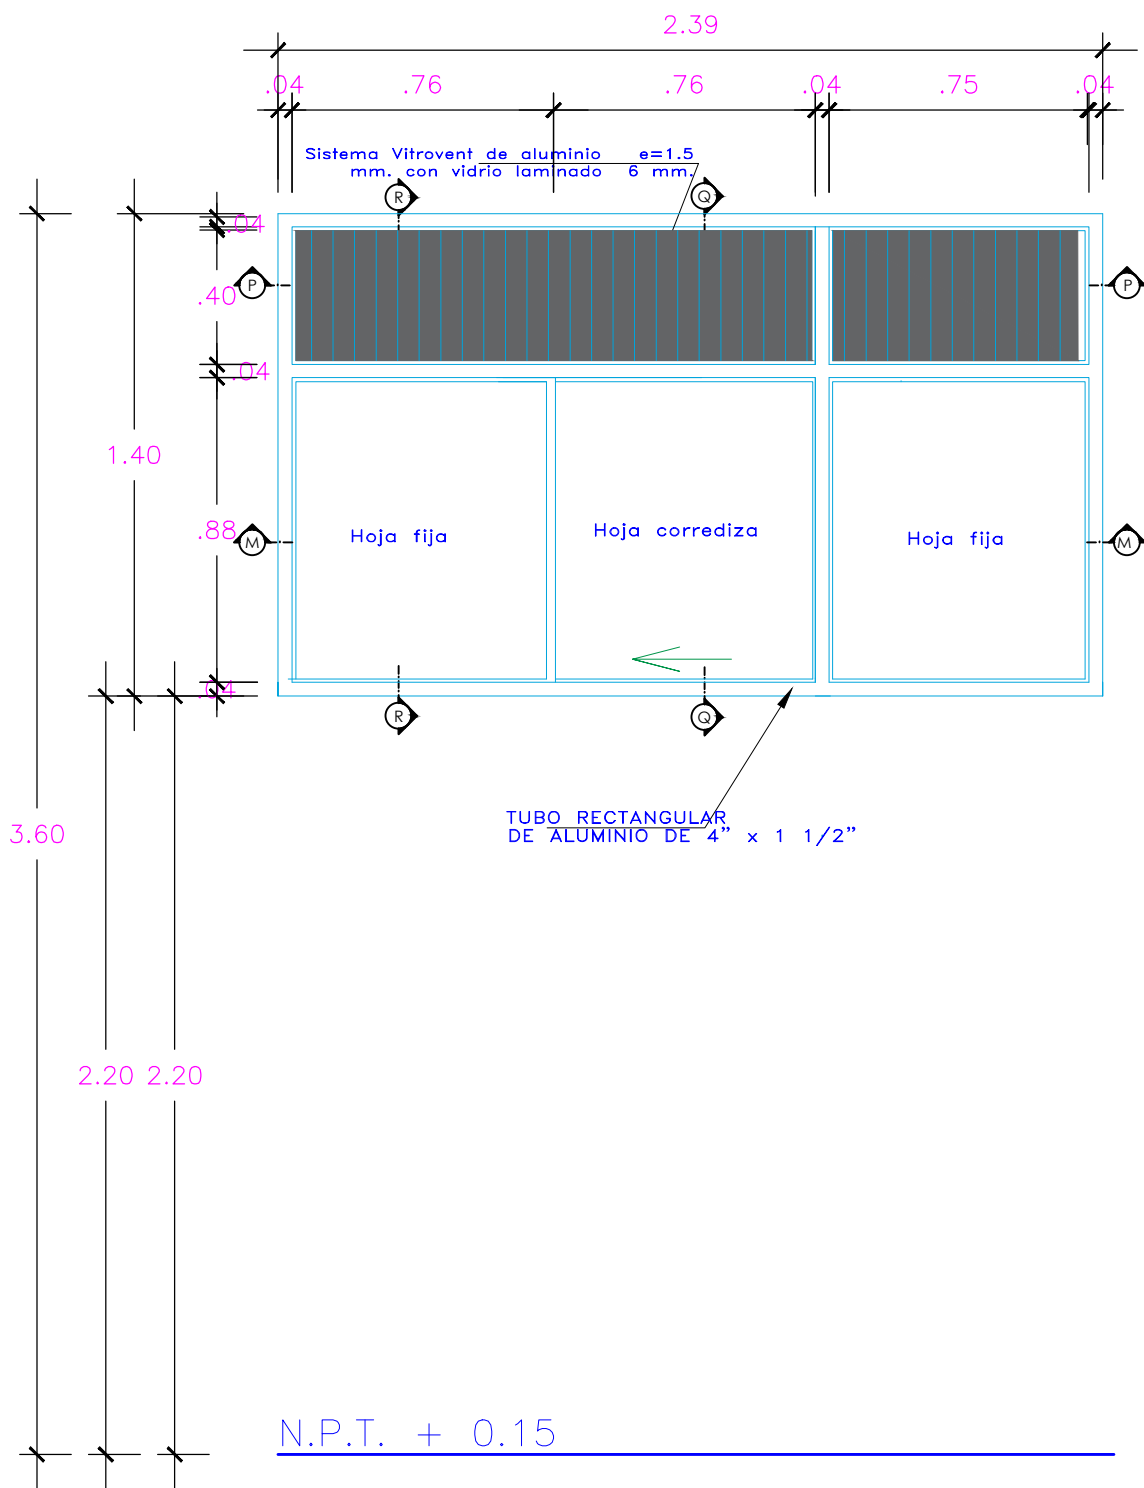 2.39
.04 .76 .76 .04 .75 .04
Sistema Vitrovent de aluminio e=1.5
mm. con vidrio laminado 6 mm.
R Q
.04
P P
.40
.04
1.40
.88
M M
Hoja fija Hoja corrediza Hoja fija
.04
R Q
TUBO RECTANGULAR
DE ALUMINIO DE 4” x 1 1/2”
3.60
2.20 2.20
N.P.T. + 0.15